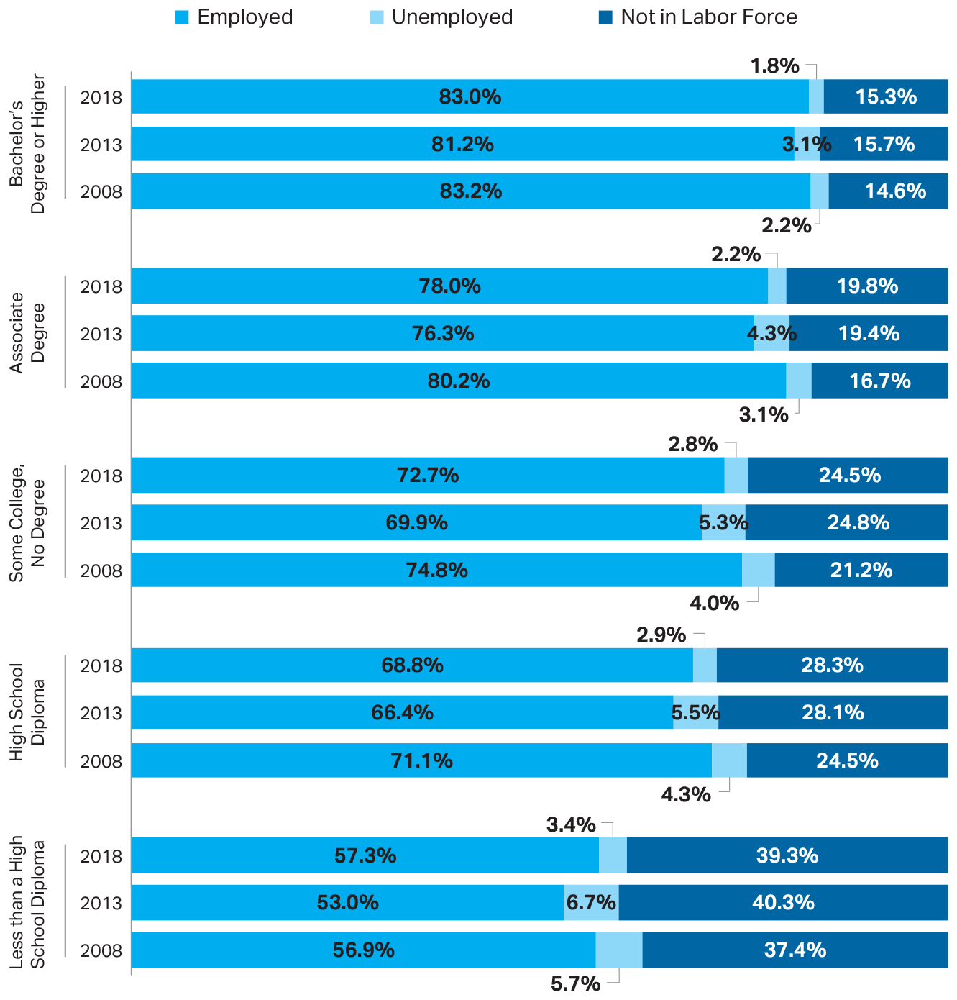 Employed Unemployed Not in Labor Force
Bachelor's
Degree or Higher
1.8%
2018 83.0% 15.3%
2013 81.2% 3.1% 15.7%
2008 83.2% 14.6%
2.2%
Associate
Degree
2.2%
2018 78.0% 19.8%
2013 76.3% 4.3% 19.4%
2008 80.2% 16.7%
3.1%
Some College,
No Degree
2.8%
2018 72.7% 24.5%
2013 69.9% 5.3% 24.8%
2008 74.8% 21.2%
4.0%
High School
Diploma
2.9%
2018 68.8% 28.3%
2013 66.4% 5.5% 28.1%
2008 71.1% 24.5%
4.3%
Less than a High
School Diploma
3.4%
2018 57.3% 39.3%
2013 53.0% 6.7% 40.3%
2008 56.9% 37.4%
5.7%